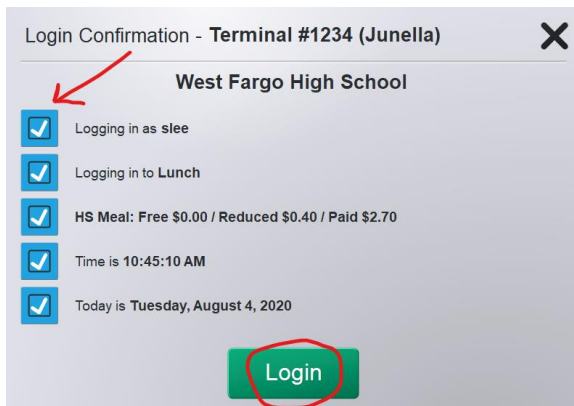 Login Confirmation - Terminal #1234 (Junella)
West Fargo High School
Logging in as slee
Logging in to Lunch
HS Meal: Free $0.00 / Reduced $0.40 / Paid $2.70
Time is 10:45:10 AM
Today is Tuesday, August 4, 2020
Login